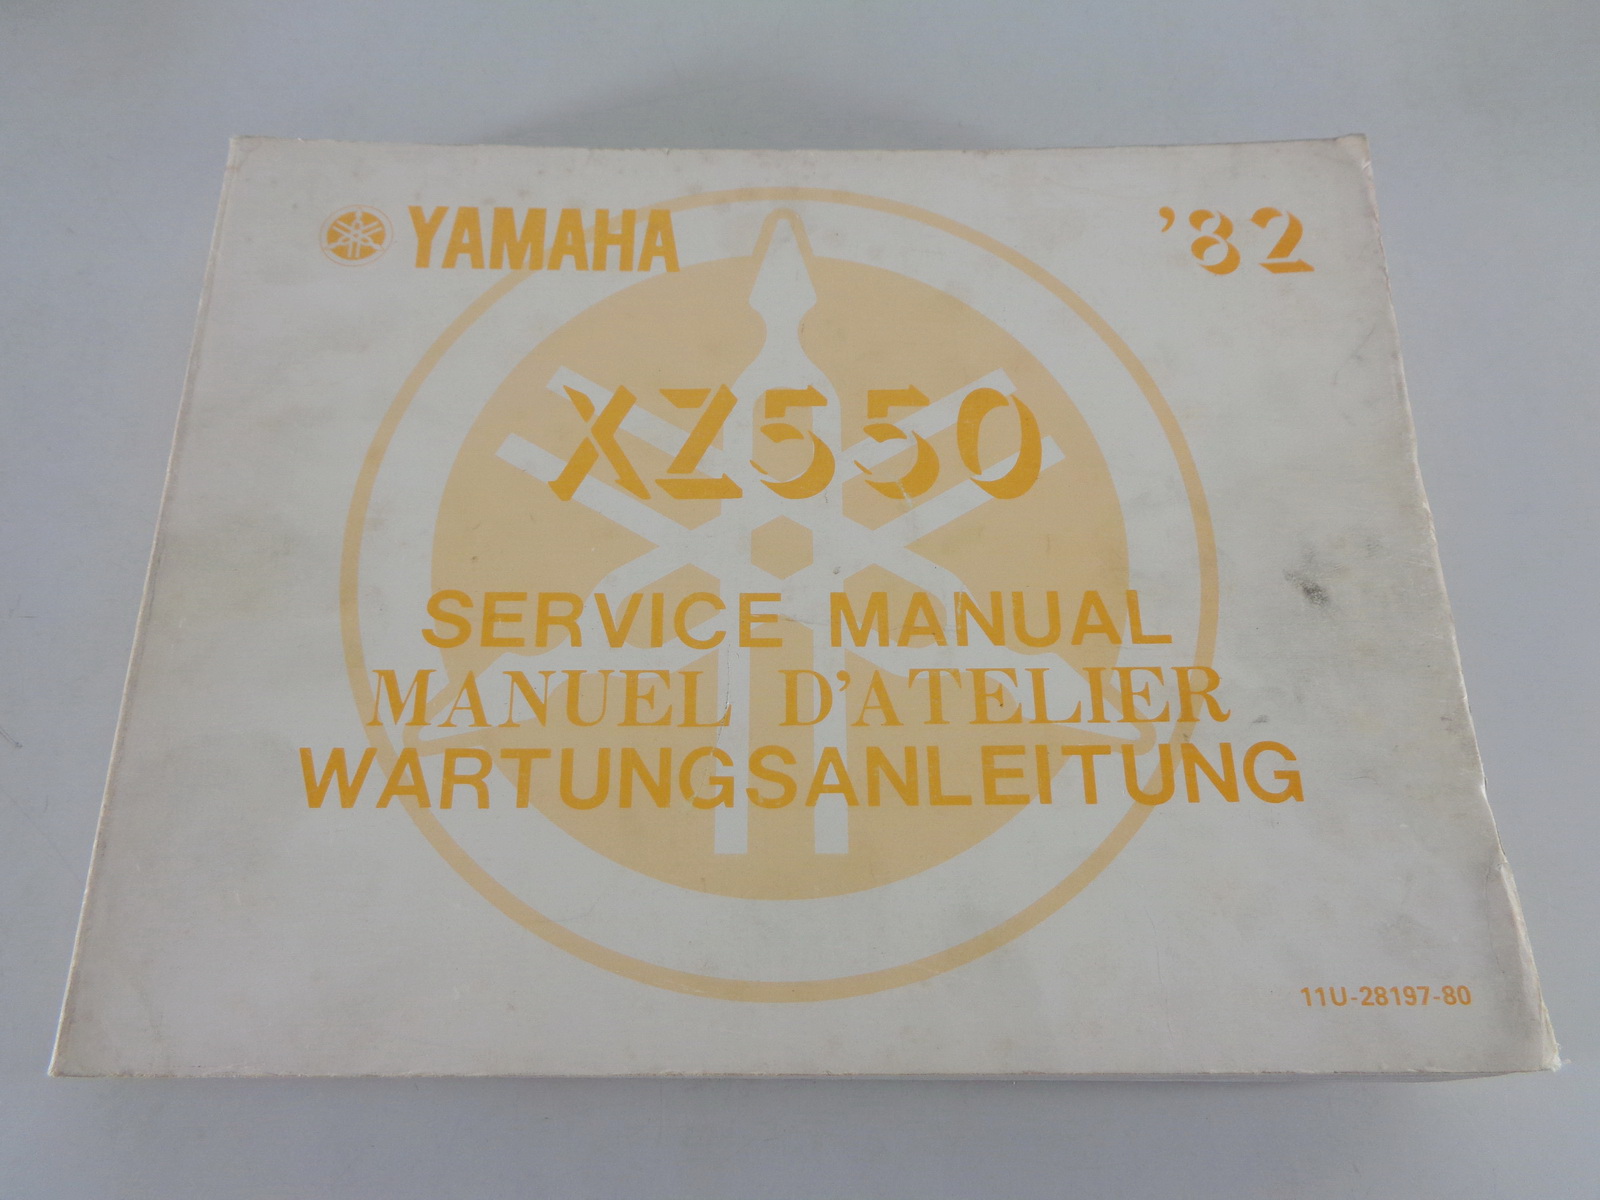 YAMAHA '82
XZ550
SERVICE MANUAL
MANUEL D'ATELIER
WARTUNGSANLEITUNG
11U-28197-80